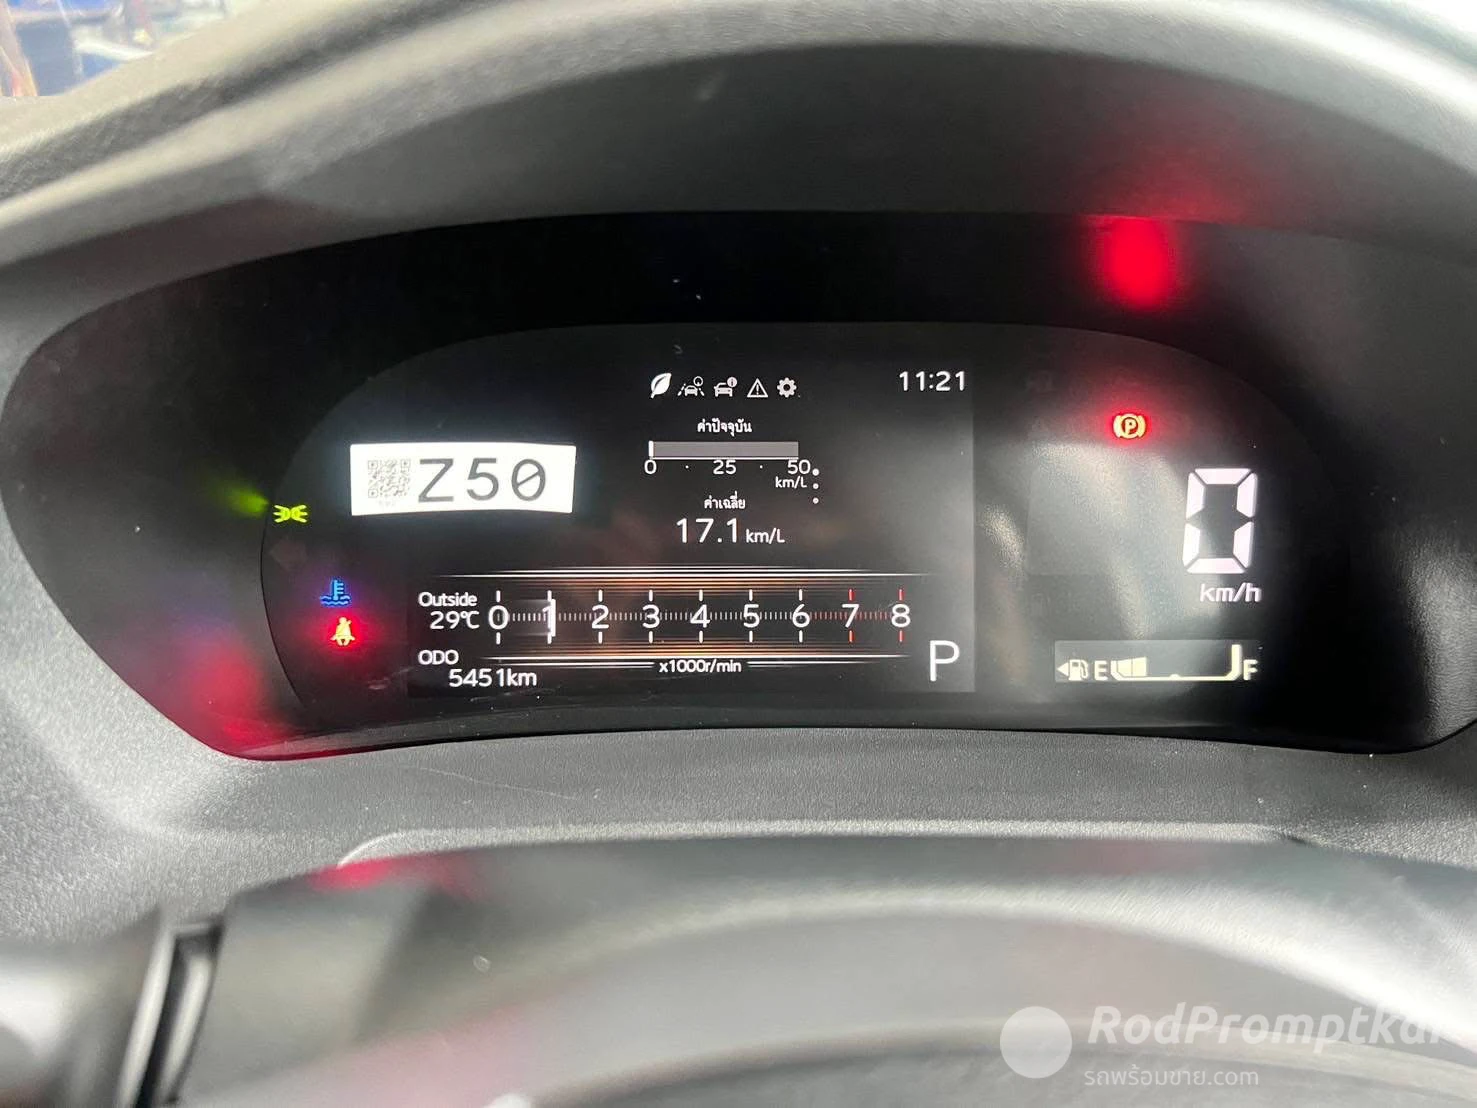 11:21
ค่าปัจจุบัน
0 25 50
km/L
ค่าเฉลี่ย
17.1 km/L
Z50
Outside
29°C
0 1 2 3 4 5 6 7 8
x1000r/min
ODO
5451km
P
P
0
km/h
E F
RodPromptkai
รถพร้อมขาย.com